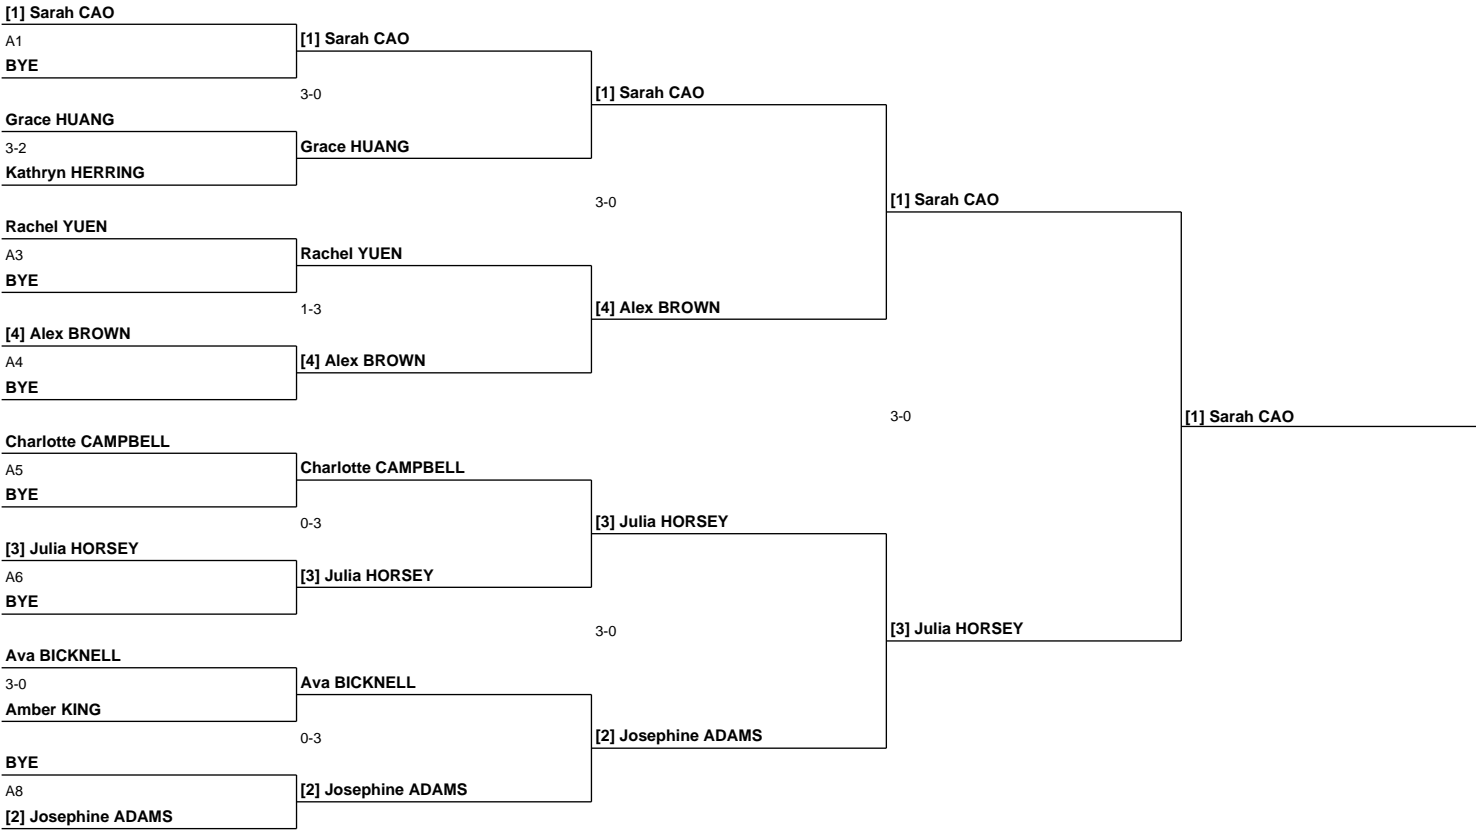 [1] Sarah CAO
A1
BYE
Grace HUANG
3-2
Kathryn HERRING
Rachel YUEN
A3
BYE
[4] Alex BROWN
A4
BYE
Charlotte CAMPBELL
A5
BYE
[3] Julia HORSEY
A6
BYE
Ava BICKNELL
3-0
Amber KING
BYE
A8
[2] Josephine ADAMS
[1] Sarah CAO
3-0
Grace HUANG
Rachel YUEN
1-3
[4] Alex BROWN
Charlotte CAMPBELL
0-3
[3] Julia HORSEY
Ava BICKNELL
0-3
[2] Josephine ADAMS
[1] Sarah CAO
3-0
[4] Alex BROWN
[3] Julia HORSEY
3-0
[2] Josephine ADAMS
[1] Sarah CAO
3-0
[3] Julia HORSEY
[1] Sarah CAO